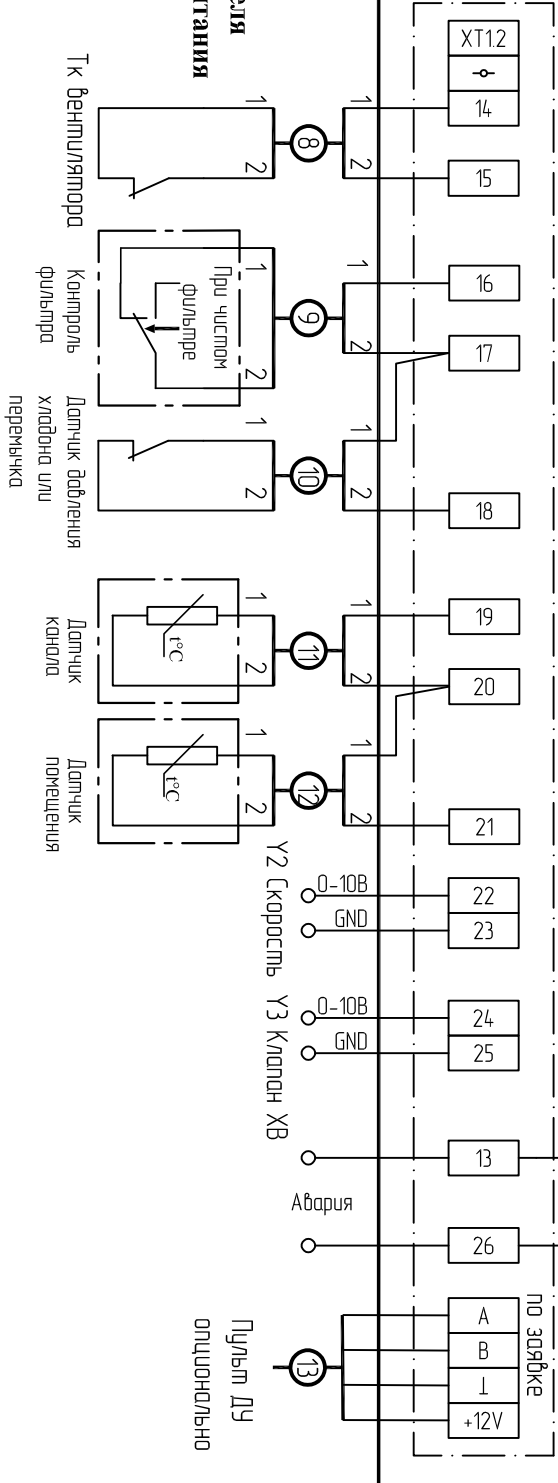 еля
итания
XT1.2
14
15
16
17
18
19
20
21
22
23
24
25
13
26
по заявке
A
B
⊥
+12V
1
2
8
1
2
Тк вентилятора
1
2
9
1
2
При чистом
фильтре
Контроль
фильтра
1
2
10
1
2
Датчик давления
хладона или
перемычка
1
2
11
1
2
t°C
Датчик
канала
1
2
12
1
2
t°C
Датчик
помещения
0-10В
GND
Y2 Скорость
0-10В
GND
Y3 Клапан ХВ
Авария
13
Пульт ДУ
опционально